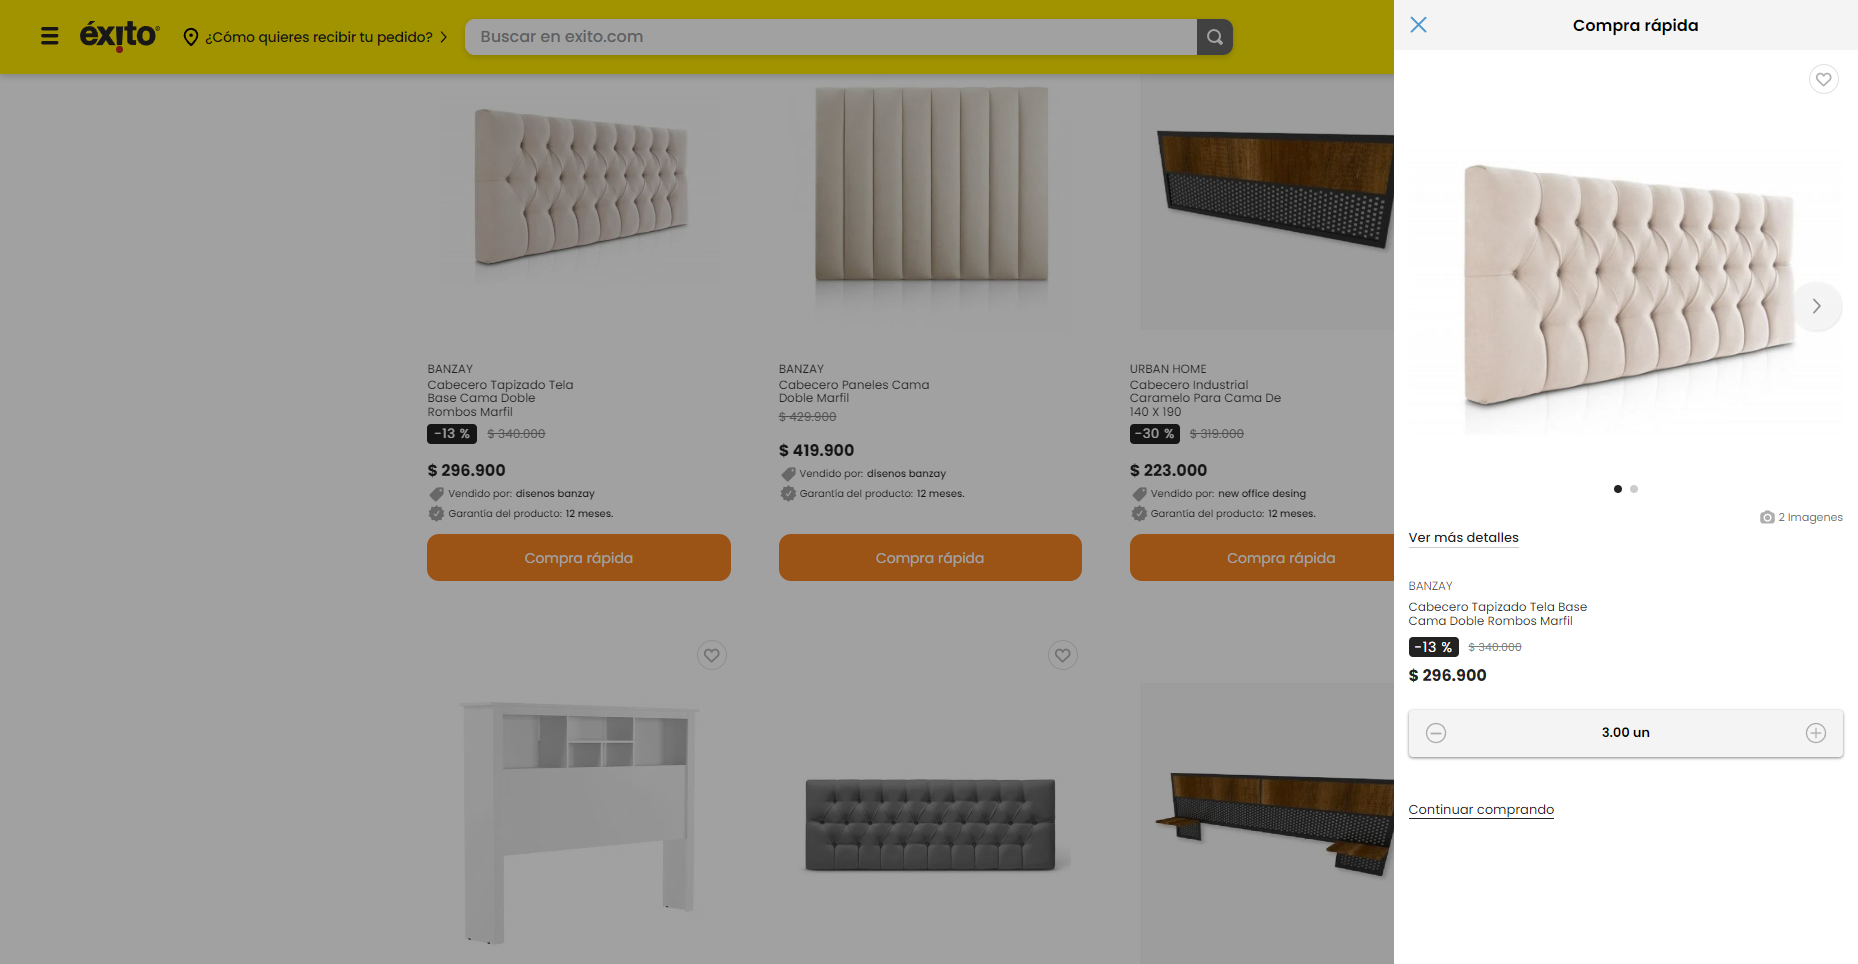 éxito
¿Cómo quieres recibir tu pedido?
Buscar en exito.com
BANZAY
Cabecero Tapizado Tela
Base Cama Doble
Rombos Marfil
-13 % $ 340.000
$ 296.900
Vendido por: disenos banzay
Garantía del producto: 12 meses.
Compra rápida
BANZAY
Cabecero Paneles Cama
Doble Marfil
$ 429.900
$ 419.900
Vendido por: disenos banzay
Garantía del producto: 12 meses.
Compra rápida
URBAN HOME
Cabecero Industrial
Caramelo Para Cama De
140 X 190
-30 % $ 319.000
$ 223.000
Vendido por: new office desing
Garantía del producto: 12 meses.
Compra rápida
Compra rápida
2 Imagenes
Ver más detalles
BANZAY
Cabecero Tapizado Tela Base
Cama Doble Rombos Marfil
-13 % $ 340.000
$ 296.900
3.00 un
Continuar comprando